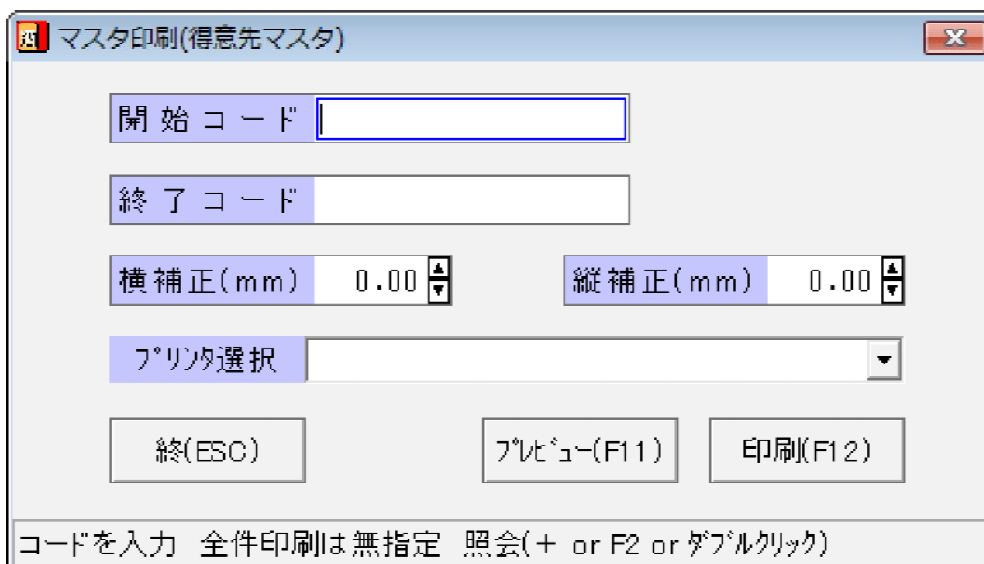 マスタ印刷(得意先マスタ)
開始コード
終了コード
横補正(mm) 0.00 縦補正(mm) 0.00
プリンタ選択
終(ESC) プレビュー(F11) 印刷(F12)
コードを入力 全件印刷は無指定 照会(+ or F2 or ダブルクリック)